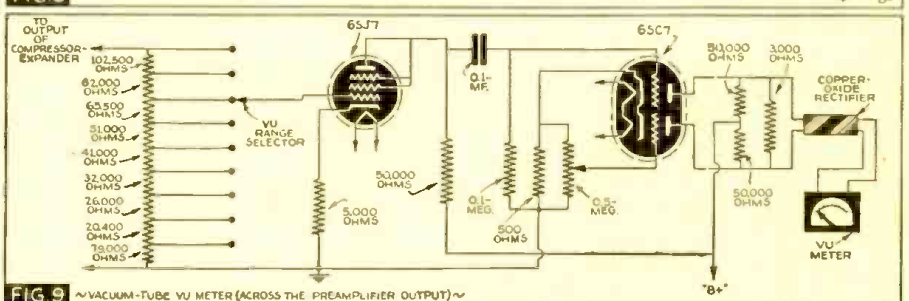 TO
OUTPUT
OF
COMPRESSOR-
EXPANDER
102,500
OHMS
82,000
OHMS
65,500
OHMS
51,000
OHMS
41,000
OHMS
32,000
OHMS
26,000
OHMS
20,400
OHMS
79,000
OHMS
VU
RANGE
SELECTOR
6SJ7
5,000
OHMS
50,000
OHMS
0.1-
MF.
0.1-
MEG.
500
OHMS
0.5-
MEG.
6SC7
50,000
OHMS
3,000
OHMS
50,000
OHMS
COPPER-
OXIDE
RECTIFIER
VU
METER
"B+"
FIG. 9 ~VACUUM-TUBE VU METER (ACROSS THE PREAMPLIFIER OUTPUT)~